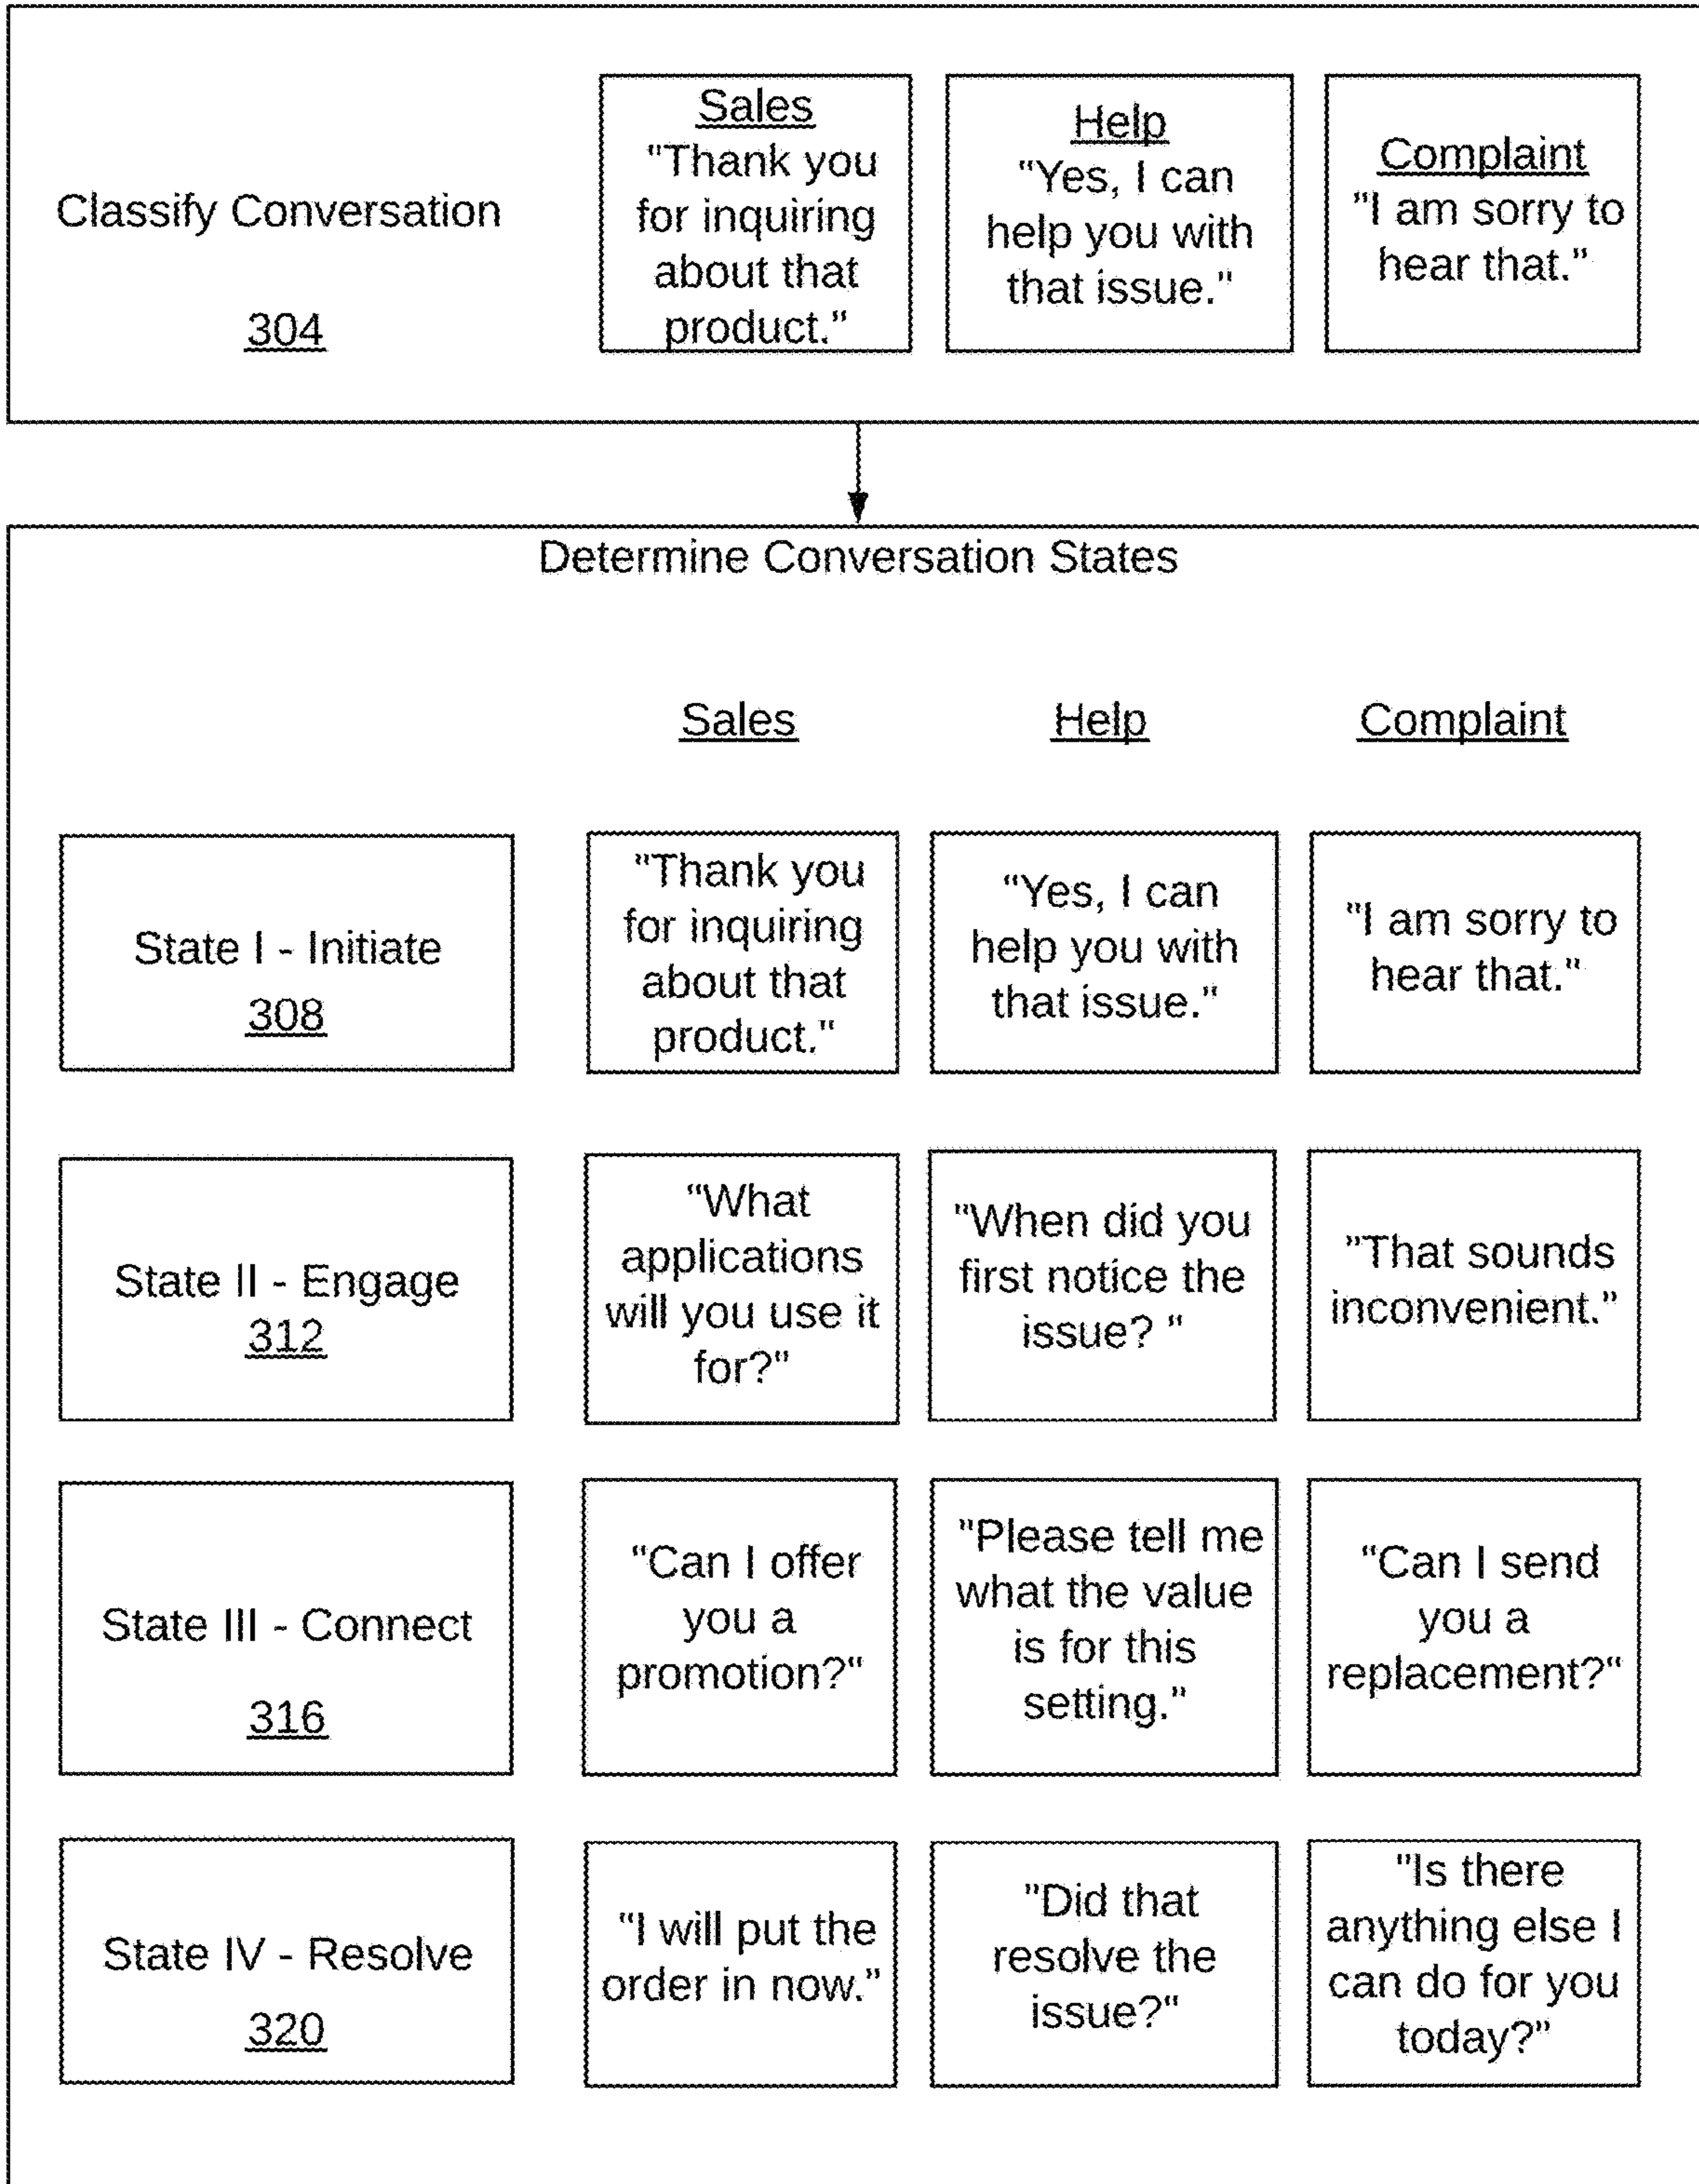 Classify Conversation
304
Sales
"Thank you
for inquiring
about that
product."
Help
"Yes, I can
help you with
that issue."
Complaint
"I am sorry to
hear that."
Determine Conversation States
Sales
Help
Complaint
State I - Initiate
308
"Thank you
for inquiring
about that
product."
"Yes, I can
help you with
that issue."
"I am sorry to
hear that."
State II - Engage
312
"What
applications
will you use it
for?"
"When did you
first notice the
issue? "
"That sounds
inconvenient."
State III - Connect
316
"Can I offer
you a
promotion?"
"Please tell me
what the value
is for this
setting."
"Can I send
you a
replacement?"
State IV - Resolve
320
"I will put the
order in now."
"Did that
resolve the
issue?"
"Is there
anything else I
can do for you
today?"